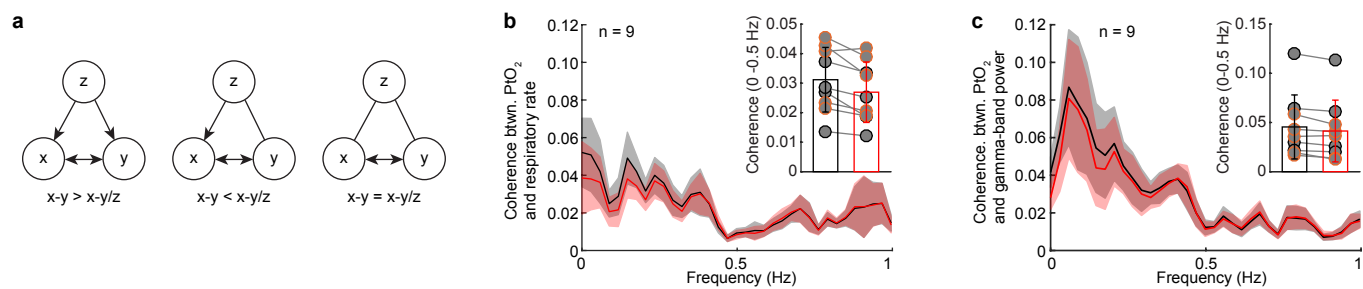 a
z
x
y
x-y > x-y/z
z
x
y
x-y < x-y/z
z
x
y
x-y = x-y/z
b
Coherence btwn. PtO2
and respiratory rate
0.12
0.10
0.08
0.06
0.04
0.02
0
n = 9
Coherence (0 -0.5 Hz)
0.05
0.04
0.03
0.02
0.01
0
0
0.5
1
Frequency (Hz)
c
Coherence. btwn. PtO2
and gamma-band power
0.12
0.10
0.08
0.06
0.04
0.02
0
n = 9
Coherence (0-0.5 Hz)
0.15
0.10
0.05
0
0
0.5
1
Frequency (Hz)